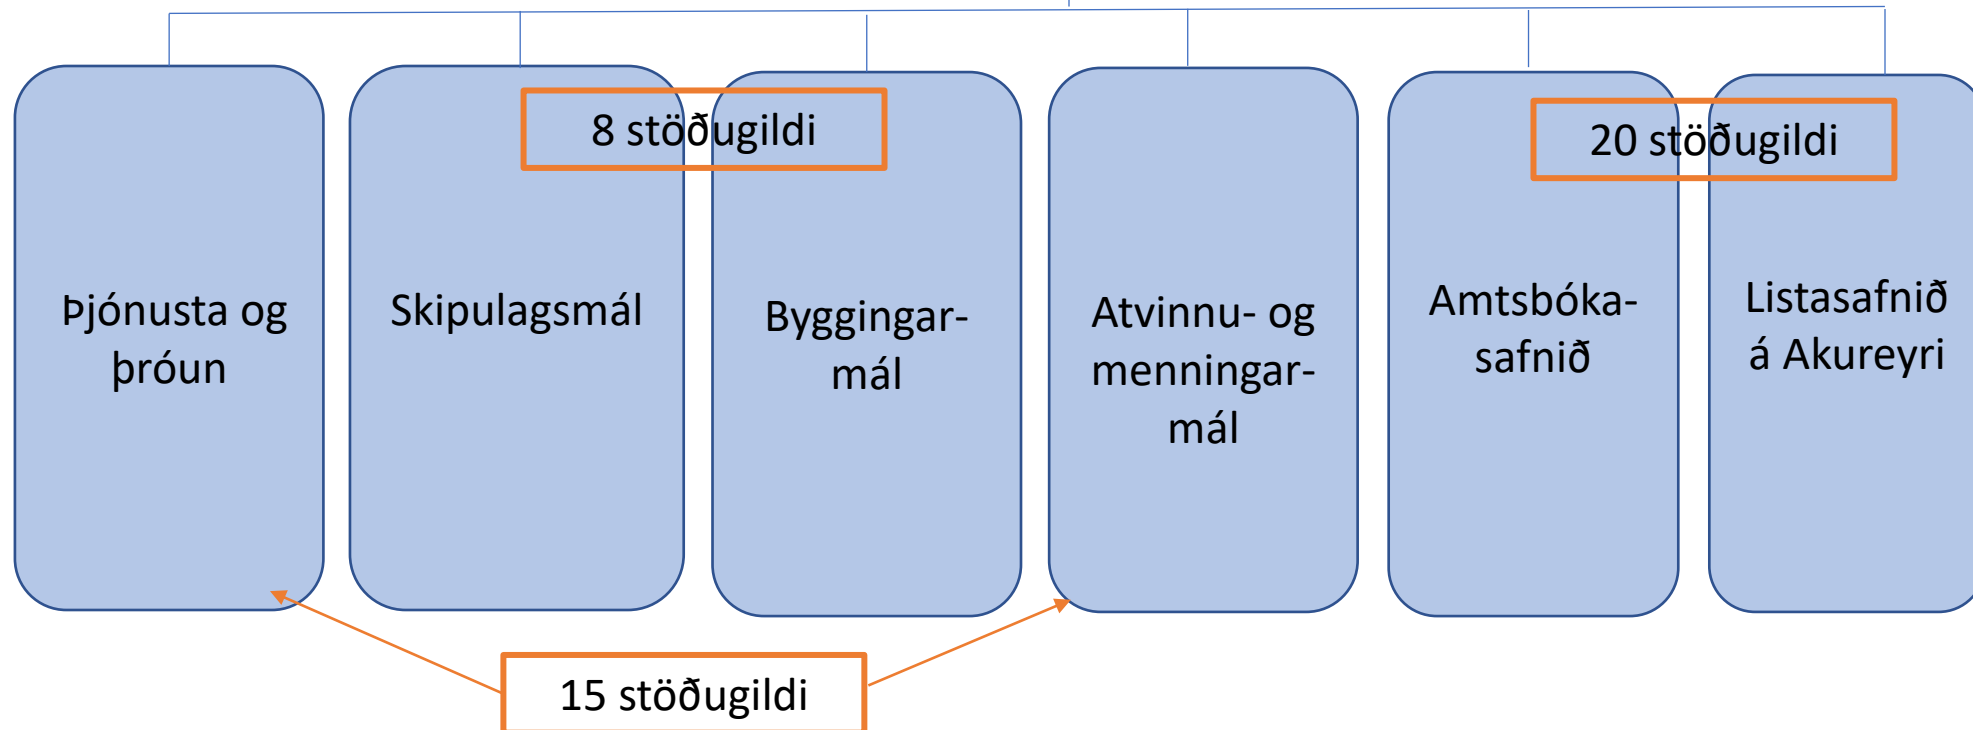 8 stöðugildi
20 stöðugildi
Þjónusta og
þróun
Skipulagsmál
Byggingar-
mál
Atvinnu- og
menningar-
mál
Amtsbóka-
safnið
Listasafnið
á Akureyri
15 stöðugildi